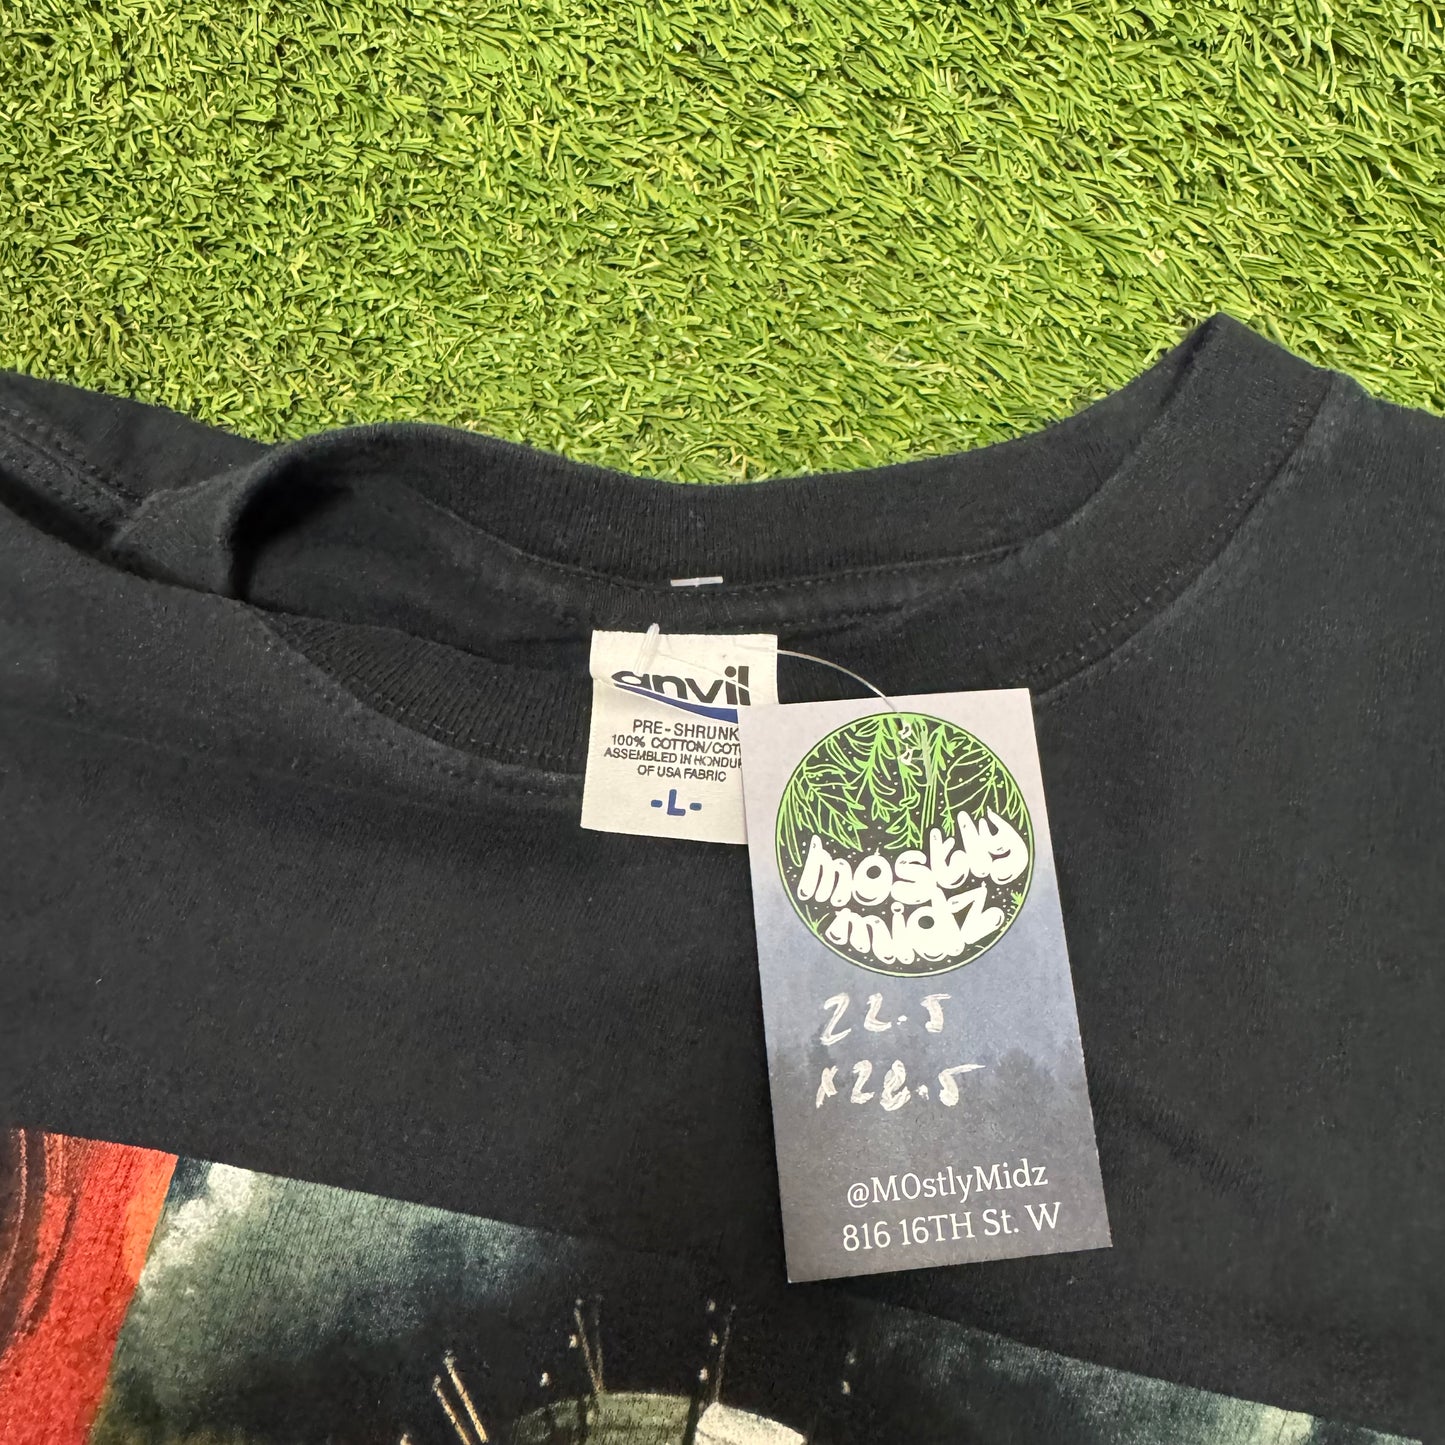 anvil
PRE-SHRUNK
100% COTTON/COT
ASSEMBLED IN HONDUR
OF USA FABRIC
-L-
mostly
midz
22.5
x28.5
@M0stlyMidz
816 16TH St. W